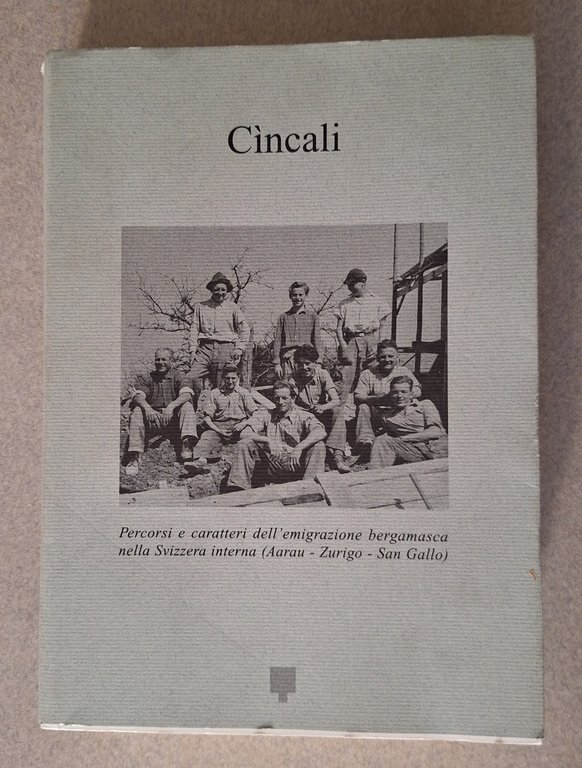 Cìncali
Percorsi e caratteri dell'emigrazione bergamasca
nella Svizzera interna (Aarau - Zurigo - San Gallo)